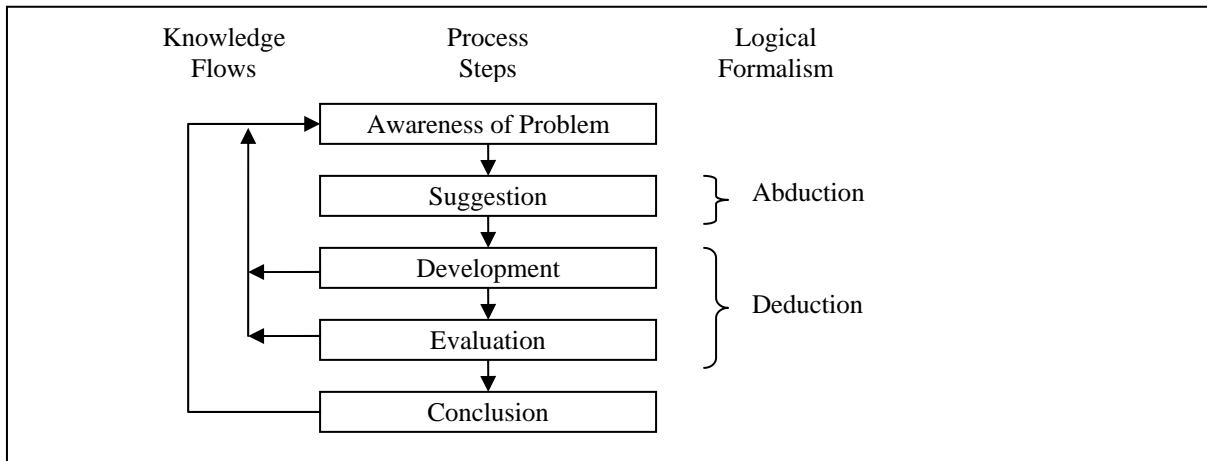 Knowledge Flows
Process Steps
Logical Formalism
Awareness of Problem
Suggestion
Abduction
Development
Deduction
Evaluation
Conclusion